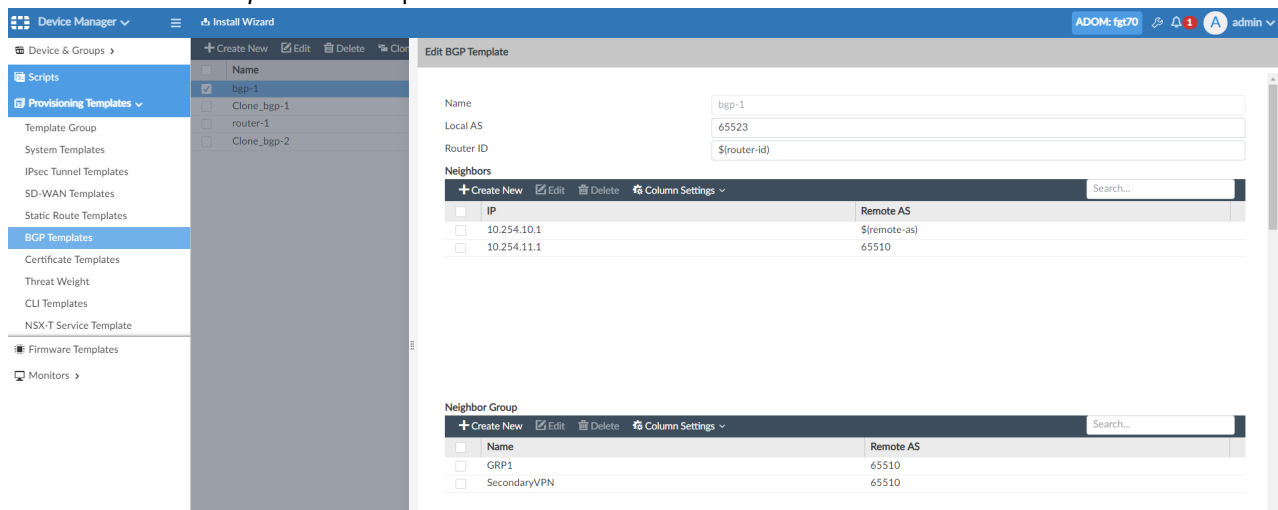 Device Manager
Install Wizard
ADOM: fgt70
1
A
admin
Device & Groups
Scripts
Provisioning Templates
Template Group
System Templates
IPsec Tunnel Templates
SD-WAN Templates
Static Route Templates
BGP Templates
Certificate Templates
Threat Weight
CLI Templates
NSX-T Service Template
Firmware Templates
Monitors
Create New Edit Delete Clon
Name
bgp-1
Clone_bgp-1
router-1
Clone_bgp-2
Edit BGP Template
Name bgp-1
Local AS 65523
Router ID $(router-id)
Neighbors
Create New Edit Delete Column Settings Search...
IP Remote AS
10.254.10.1 $(remote-as)
10.254.11.1 65510
Neighbor Group
Create New Edit Delete Column Settings Search...
Name Remote AS
GRP1 65510
SecondaryVPN 65510